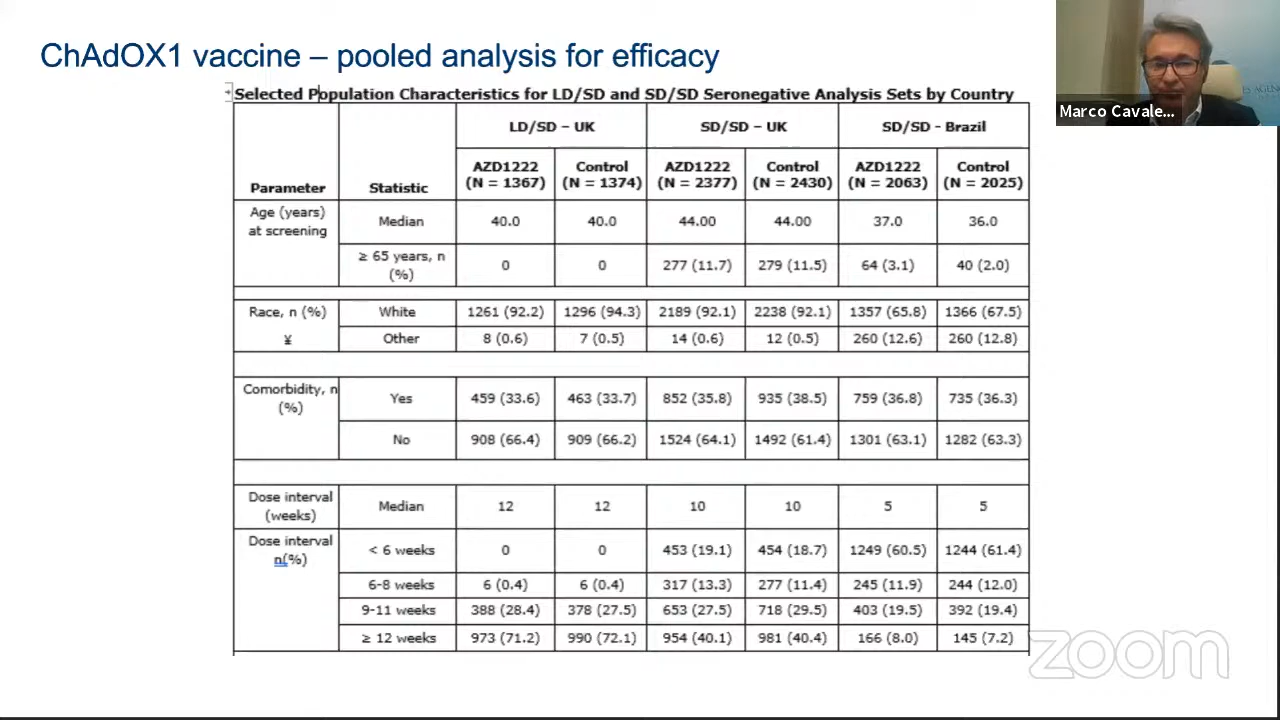 ChAdOX1 vaccine – pooled analysis for efficacy
Selected Population Characteristics for LD/SD and SD/SD Seronegative Analysis Sets by Country
LD/SD – UK SD/SD – UK SD/SD - Brazil
Parameter Statistic AZD1222 (N = 1367) Control (N = 1374) AZD1222 (N = 2377) Control (N = 2430) AZD1222 (N = 2063) Control (N = 2025)
Age (years) at screening Median 40.0 40.0 44.00 44.00 37.0 36.0
≥ 65 years, n (%) 0 0 277 (11.7) 279 (11.5) 64 (3.1) 40 (2.0)
Race, n (%) White 1261 (92.2) 1296 (94.3) 2189 (92.1) 2238 (92.1) 1357 (65.8) 1366 (67.5)
¥ Other 8 (0.6) 7 (0.5) 14 (0.6) 12 (0.5) 260 (12.6) 260 (12.8)
Comorbidity, n (%) Yes 459 (33.6) 463 (33.7) 852 (35.8) 935 (38.5) 759 (36.8) 735 (36.3)
No 908 (66.4) 909 (66.2) 1524 (64.1) 1492 (61.4) 1301 (63.1) 1282 (63.3)
Dose interval (weeks) Median 12 12 10 10 5 5
Dose interval n(%) < 6 weeks 0 0 453 (19.1) 454 (18.7) 1249 (60.5) 1244 (61.4)
6-8 weeks 6 (0.4) 6 (0.4) 317 (13.3) 277 (11.4) 245 (11.9) 244 (12.0)
9-11 weeks 388 (28.4) 378 (27.5) 653 (27.5) 718 (29.5) 403 (19.5) 392 (19.4)
≥ 12 weeks 973 (71.2) 990 (72.1) 954 (40.1) 981 (40.4) 166 (8.0) 145 (7.2)
Marco Cavale...
zoom